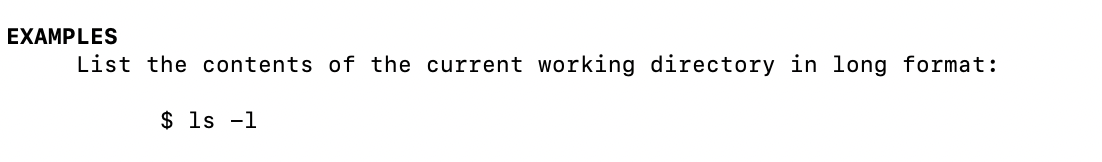 EXAMPLES
List the contents of the current working directory in long format:
$ ls -l